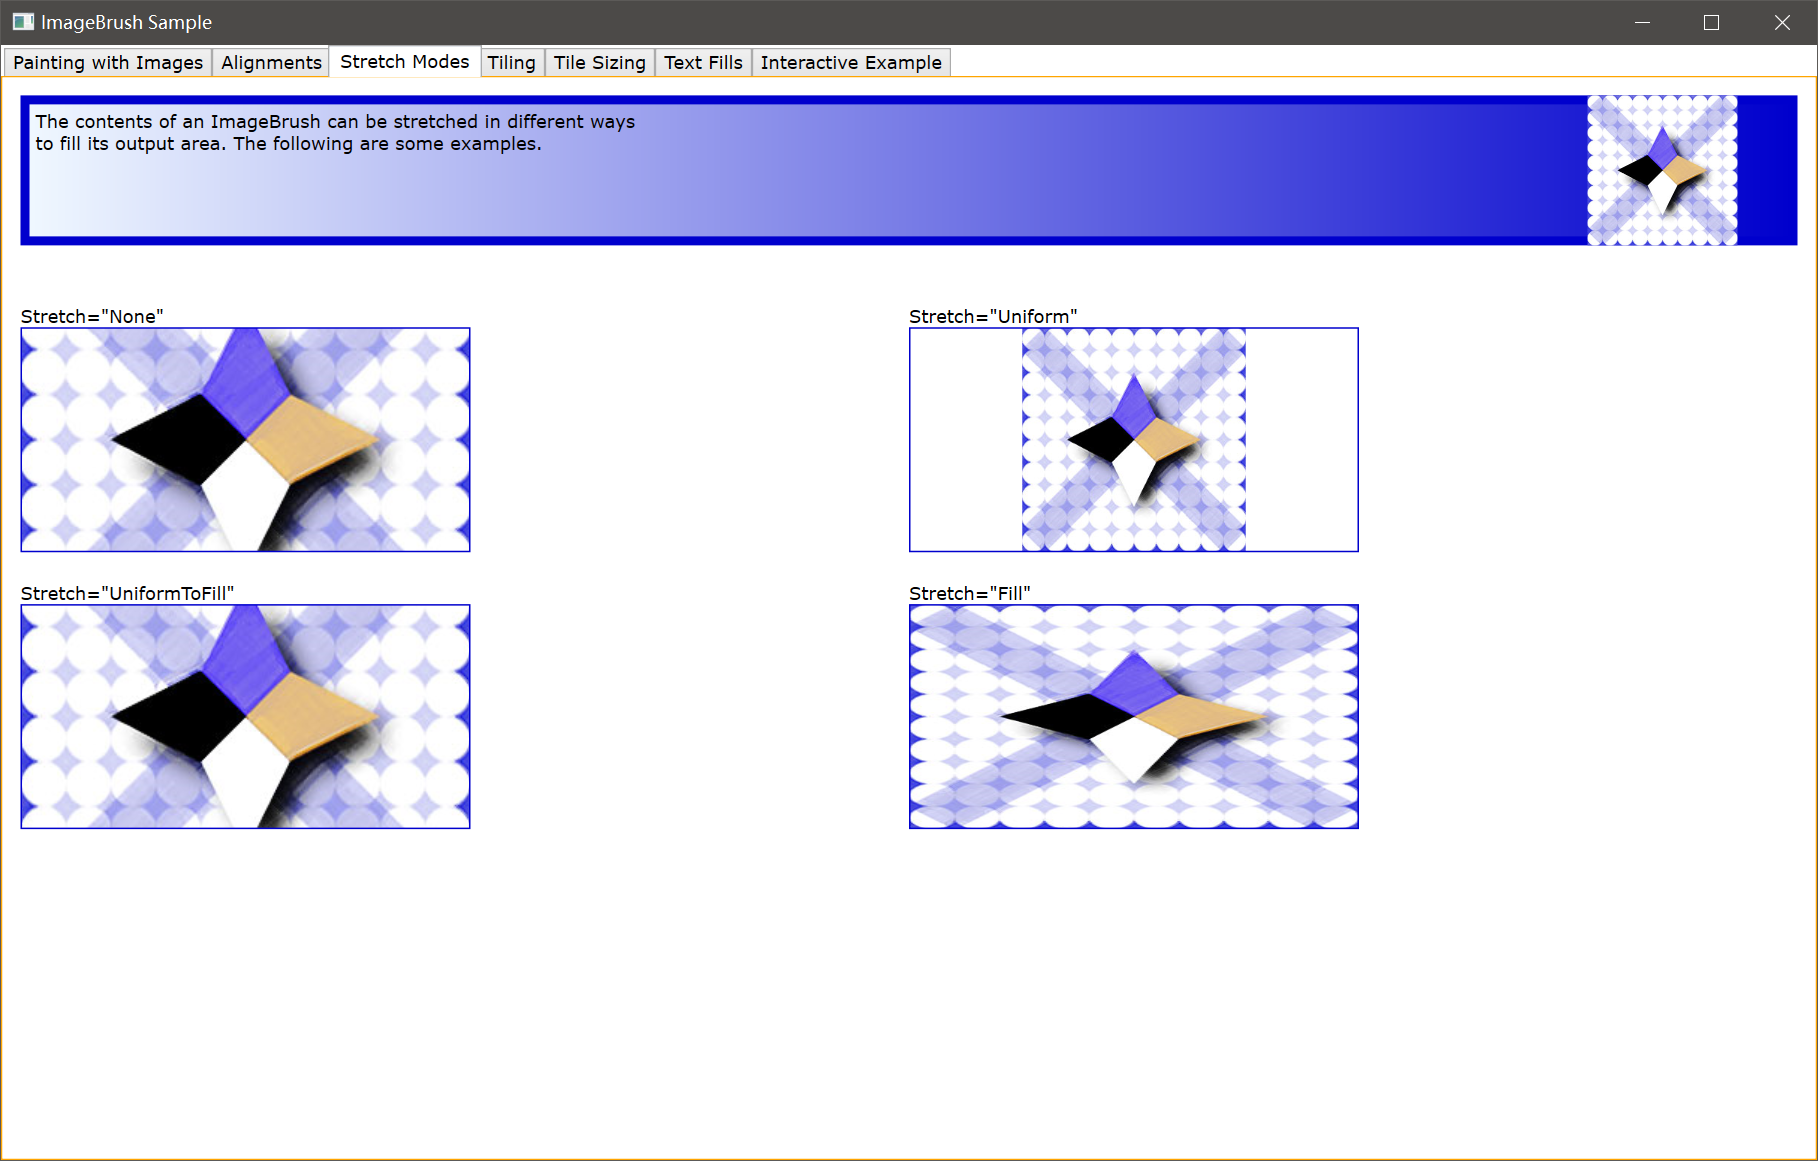 ImageBrush Sample
Painting with Images
Alignments
Stretch Modes
Tiling
Tile Sizing
Text Fills
Interactive Example
The contents of an ImageBrush can be stretched in different ways
to fill its output area. The following are some examples.
Stretch="None"
Stretch="Uniform"
Stretch="UniformToFill"
Stretch="Fill"